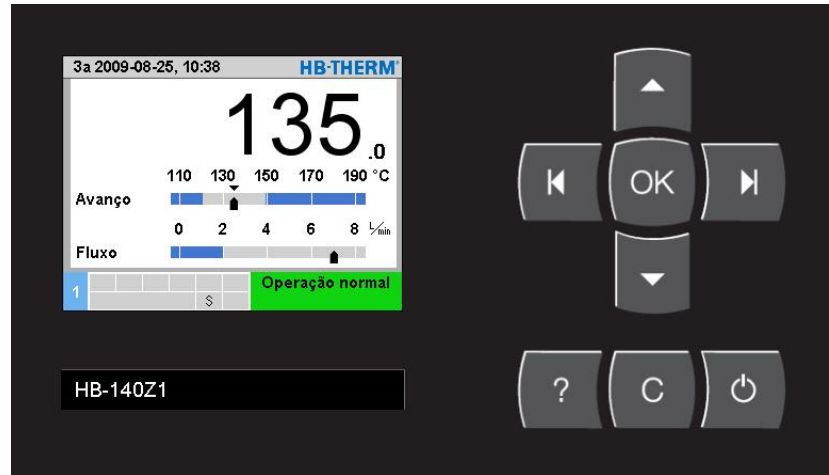 3a 2009-08-25, 10:38 HB-THERM®
135.0
110 130 150 170 190 °C
Avanço
0 2 4 6 8 L/min
Fluxo
1 S Operação normal
OK
HB-140Z1
? C